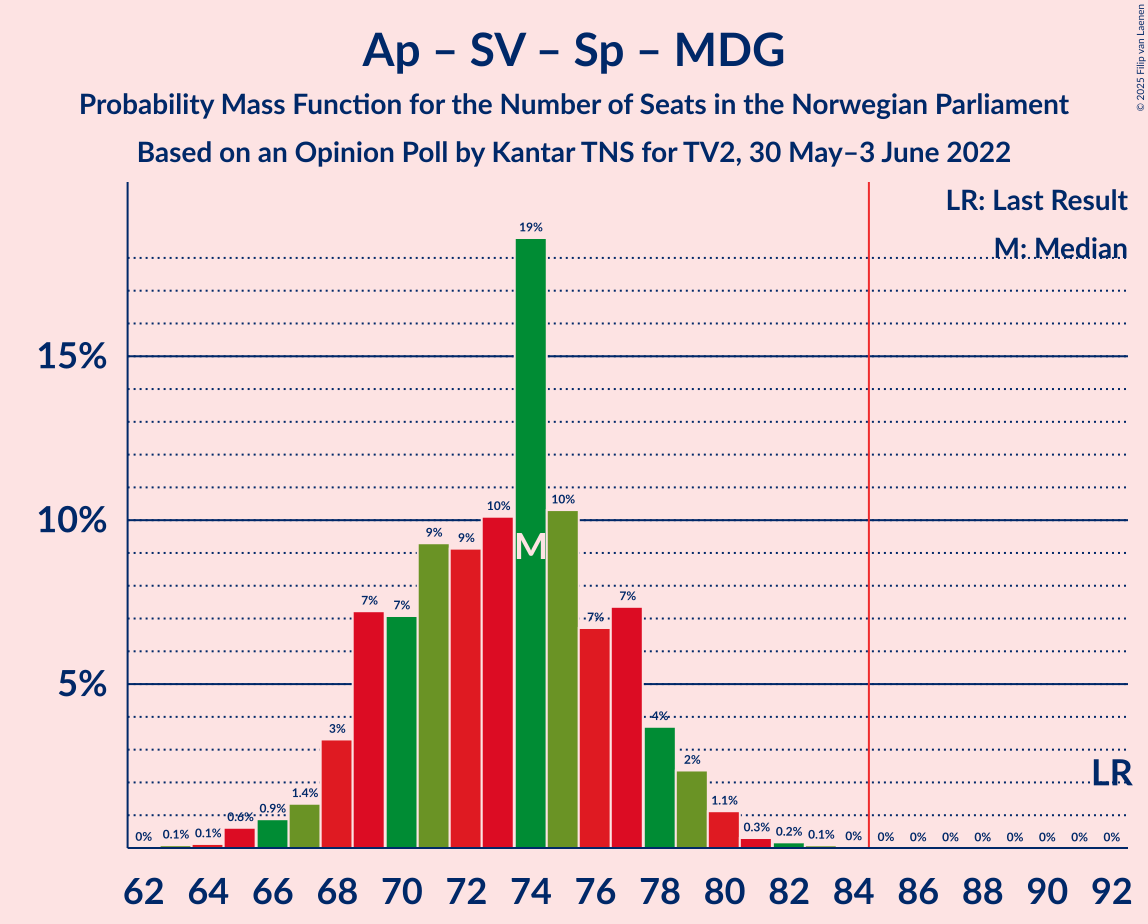 Ap – SV – Sp – MDG
Probability Mass Function for the Number of Seats in the Norwegian Parliament
Based on an Opinion Poll by Kantar TNS for TV2, 30 May–3 June 2022
© 2025 Filip van Laenen
LR: Last Result
M: Median
15%
10%
5%
0% 0.1% 0.1% 0.6% 0.9% 1.4% 3% 7% 7% 9% 9% 10% 19% 10% 7% 7% 4% 2% 1.1% 0.3% 0.2% 0.1% 0% 0% 0% 0% 0% 0% 0% 0% 0%
M
LR
62 64 66 68 70 72 74 76 78 80 82 84 86 88 90 92